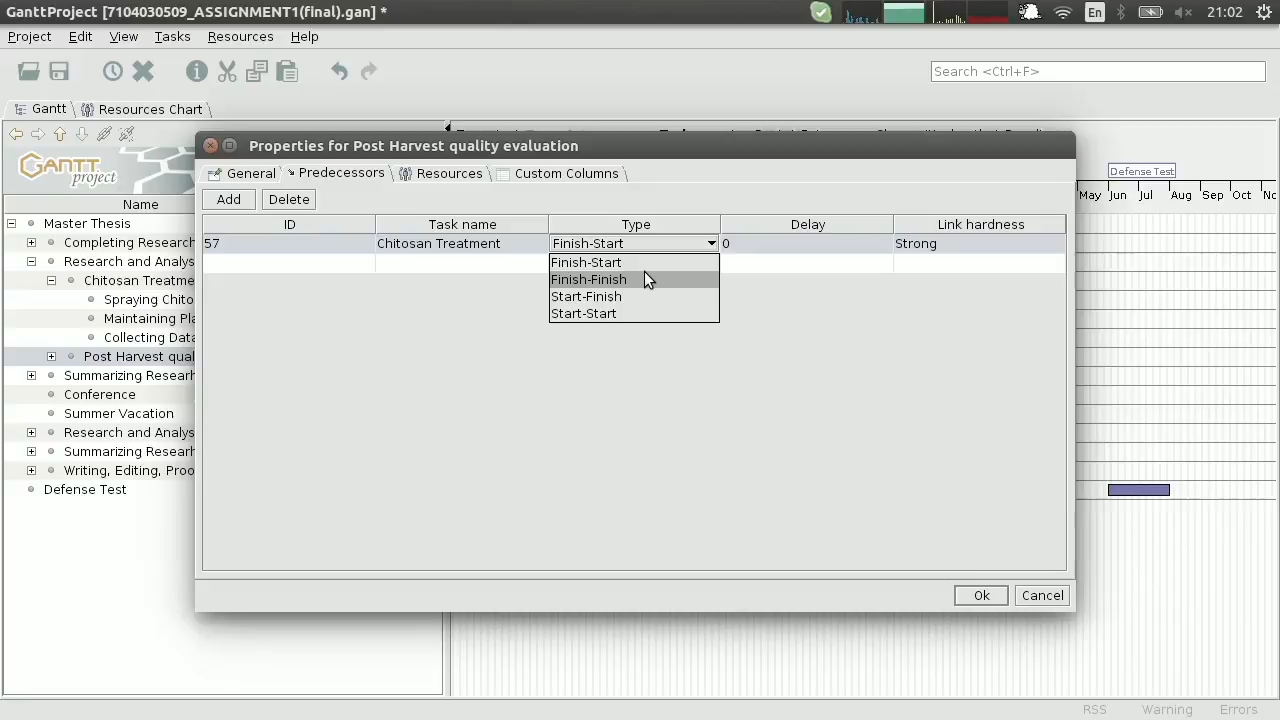 GanttProject [7104030509_ASSIGNMENT1(final).gan] *
En
21:02
Project Edit View Tasks Resources Help
Search <Ctrl+F>
Gantt Resources Chart
GANTT project
Name
Master Thesis
Completing Research
Research and Analys
Chitosan Treatme
Spraying Chito
Maintaining Pla
Collecting Data
Post Harvest qual
Summarizing Researh
Conference
Summer Vacation
Research and Analys
Summarizing Researh
Writing, Editing, Proo
Defense Test
Properties for Post Harvest quality evaluation
General Predecessors Resources Custom Columns
Add Delete
ID Task name Type Delay Link hardness
57 Chitosan Treatment Finish-Start 0 Strong
Finish-Start
Finish-Finish
Start-Finish
Start-Start
Ok Cancel
Defense Test
May Jun Jul Aug Sep Oct
RSS Warning Errors